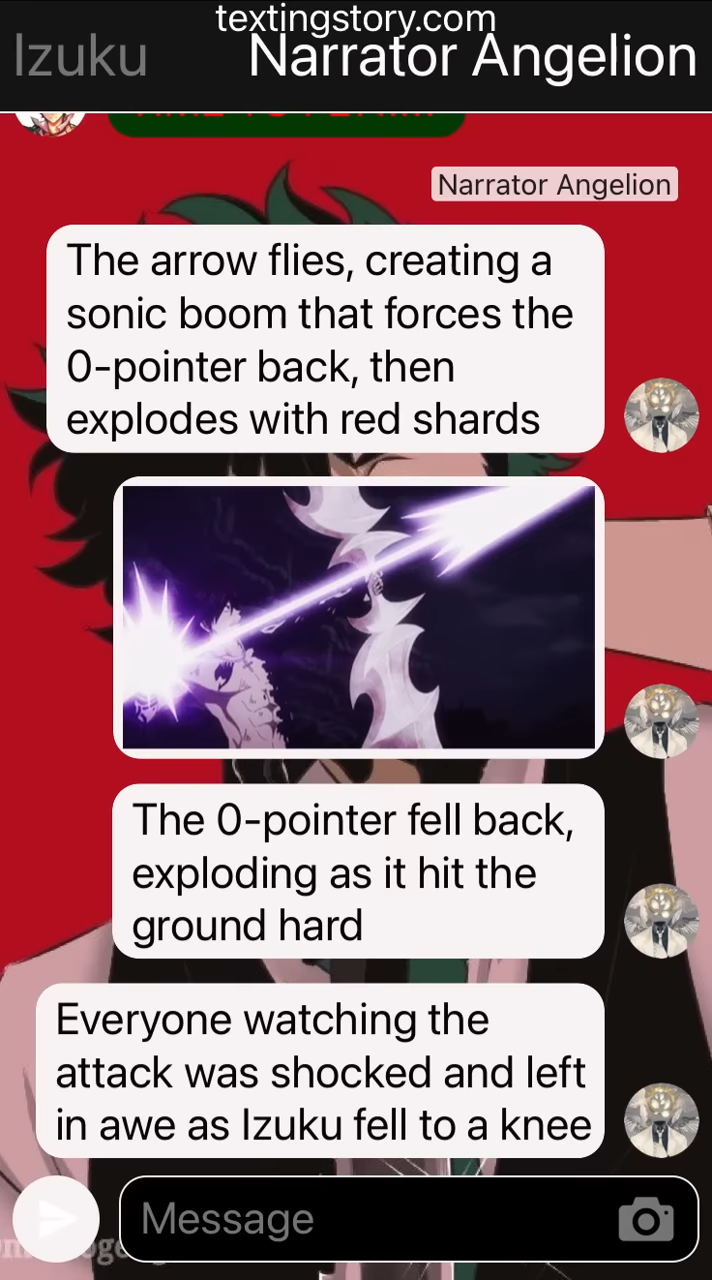 textingstory.com
Izuku
Narrator Angelion
Narrator Angelion
The arrow flies, creating a
sonic boom that forces the
0-pointer back, then
explodes with red shards
The 0-pointer fell back,
exploding as it hit the
ground hard
Everyone watching the
attack was shocked and left
in awe as Izuku fell to a knee
Message